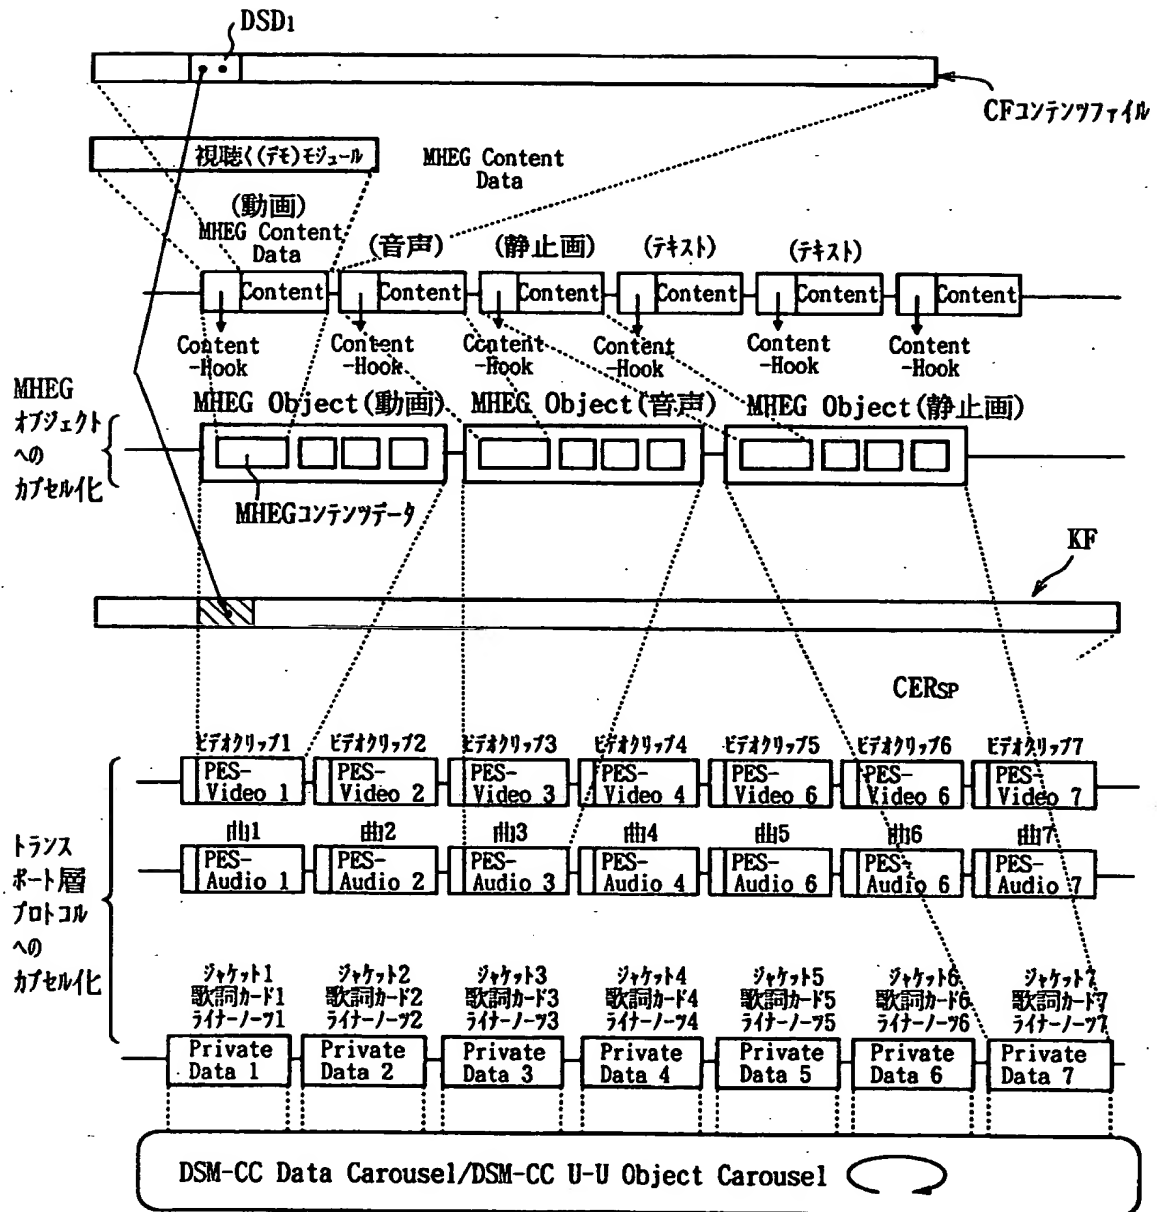 DSD1
CFコンテンツファイル
視聴く(デモ)モジュール
MHEG Content
Data
(動画)
MHEG Content
Data
(音声)
(静止画)
(テキスト)
(テキスト)
Content
Content
Content
Content
Content
Content
Content
-Hook
Content
-Hook
Content
-Hook
Content
-Hook
Content
-Hook
Content
-Hook
MHEG
オブジェクト
への
カプセル化
MHEG Object(動画)
MHEG Object(音声)
MHEG Object(静止画)
MHEGコンテンツデータ
KF
CERSP
ビデオクリップ1
ビデオクリップ2
ビデオクリップ3
ビデオクリップ4
ビデオクリップ5
ビデオクリップ6
ビデオクリップ7
PES-
Video 1
PES-
Video 2
PES-
Video 3
PES-
Video 4
PES-
Video 6
PES-
Video 6
PES-
Video 7
トランス
ポート層
プロトコル
への
カプセル化
曲1
曲2
曲3
曲4
曲5
曲6
曲7
PES-
Audio 1
PES-
Audio 2
PES-
Audio 3
PES-
Audio 4
PES-
Audio 6
PES-
Audio 6
PES-
Audio 7
ジャケット1
歌詞カード1
ライナーノーツ1
ジャケット2
歌詞カード2
ライナーノーツ2
ジャケット3
歌詞カード3
ライナーノーツ3
ジャケット4
歌詞カード4
ライナーノーツ4
ジャケット5
歌詞カード5
ライナーノーツ5
ジャケット6
歌詞カード6
ライナーノーツ6
ジャケット7
歌詞カード7
ライナーノーツ7
Private
Data 1
Private
Data 2
Private
Data 3
Private
Data 4
Private
Data 5
Private
Data 6
Private
Data 7
DSM-CC Data Carousel/DSM-CC U-U Object Carousel